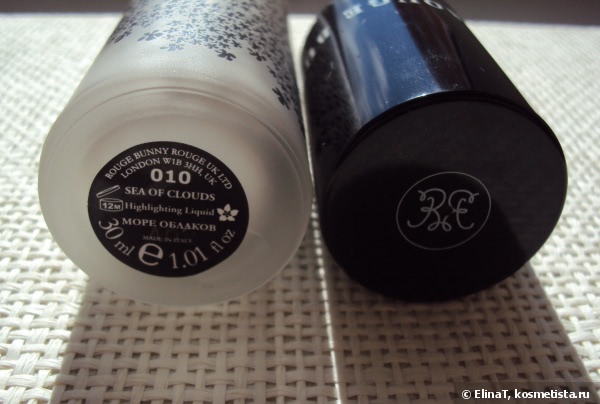 ROUGE BUNNY ROUGE UK LTD
LONDON W1B 3HH, UK
010
SEA OF CLOUDS
12M
Highlighting Liquid
МОРЕ ОБЛАКОВ
MADE IN ITALY
30 ml e 1.01 fl oz
© ElinaT, kosmetista.ru